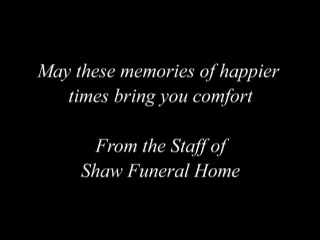 May these memories of happier
times bring you comfort
From the Staff of
Shaw Funeral Home